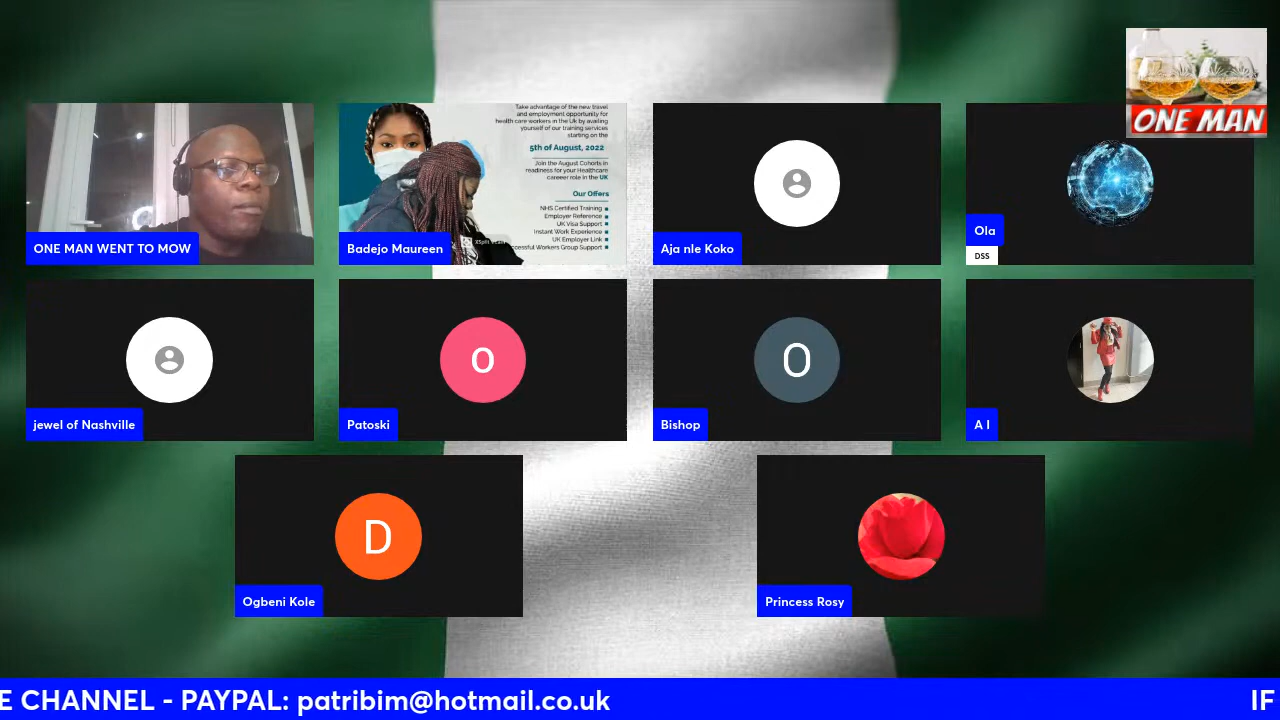 ONE MAN
Take advantage of the new travel
and employment opportunity for
health care workers in the Uk by availing
yourself of our training services
starting on the
5th of August, 2022
Join the August Cohorts in
readiness for your Healthcare
career role in the UK
Our Offers
NHS Certified Training
Employer Reference
UK Visa Support
Instant Work Experience
UK Employer Link
ccessful Workers Group Support
ONE MAN WENT TO MOW
Badejo Maureen
Aja nle Koko
Ola
DSS
jewel of Nashville
O
Patoski
O
Bishop
A I
D
Ogbeni Kole
Princess Rosy
E CHANNEL - PAYPAL: patribim@hotmail.co.uk
IF